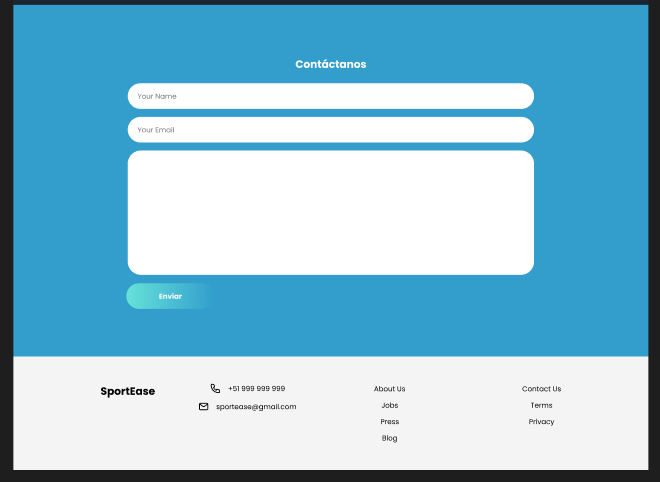 Contáctanos
Your Name
Your Email
Enviar
SportEase
+51 999 999 999
sportease@gmail.com
About Us
Jobs
Press
Blog
Contact Us
Terms
Privacy